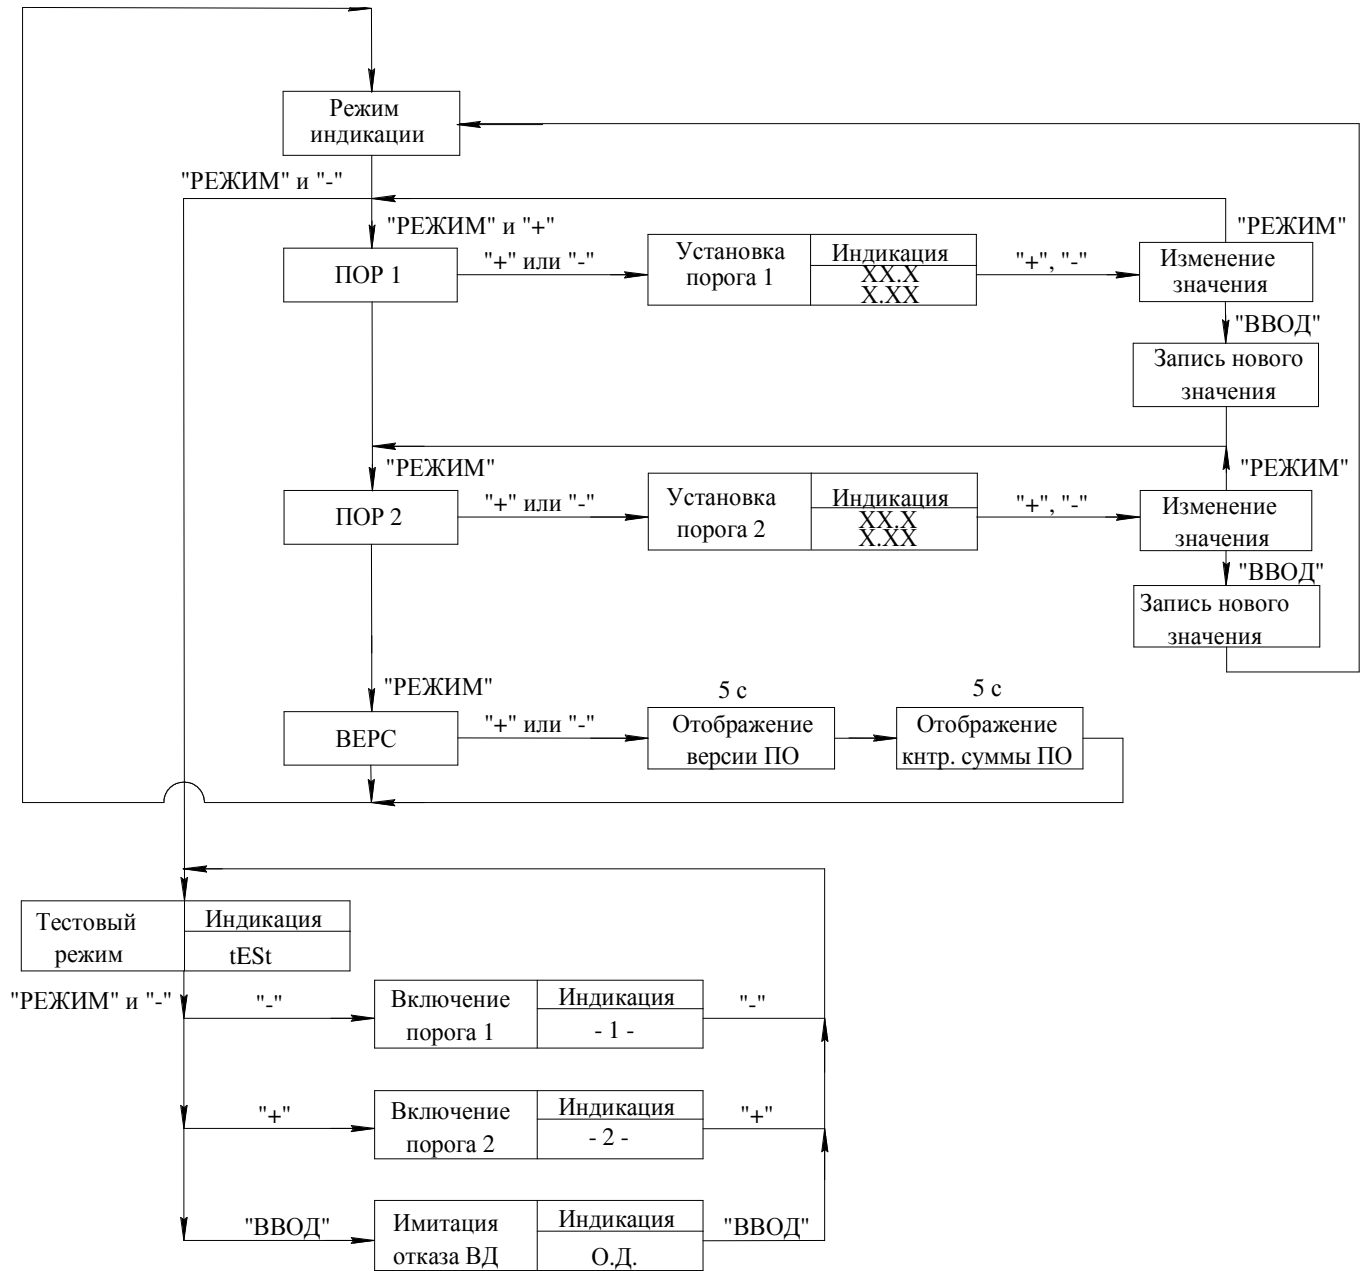 Режим
индикации
"РЕЖИМ" и "-"
"РЕЖИМ" и "+"
"РЕЖИМ"
ПОР 1
"+" или "-"
Установка
порога 1
Индикация
XX.X
X.XX
"+", "-"
Изменение
значения
"ВВОД"
Запись нового
значения
"РЕЖИМ"
"РЕЖИМ"
ПОР 2
"+" или "-"
Установка
порога 2
Индикация
XX.X
X.XX
"+", "-"
Изменение
значения
"ВВОД"
Запись нового
значения
"РЕЖИМ"
5 с
5 с
ВЕРС
"+" или "-"
Отображение
версии ПО
Отображение
кнтр. суммы ПО
Тестовый
режим
Индикация
tESt
"РЕЖИМ" и "-"
"-"
Включение
порога 1
Индикация
- 1 -
"-"
"+"
Включение
порога 2
Индикация
- 2 -
"+"
"ВВОД"
Имитация
отказа ВД
Индикация
О.Д.
"ВВОД"